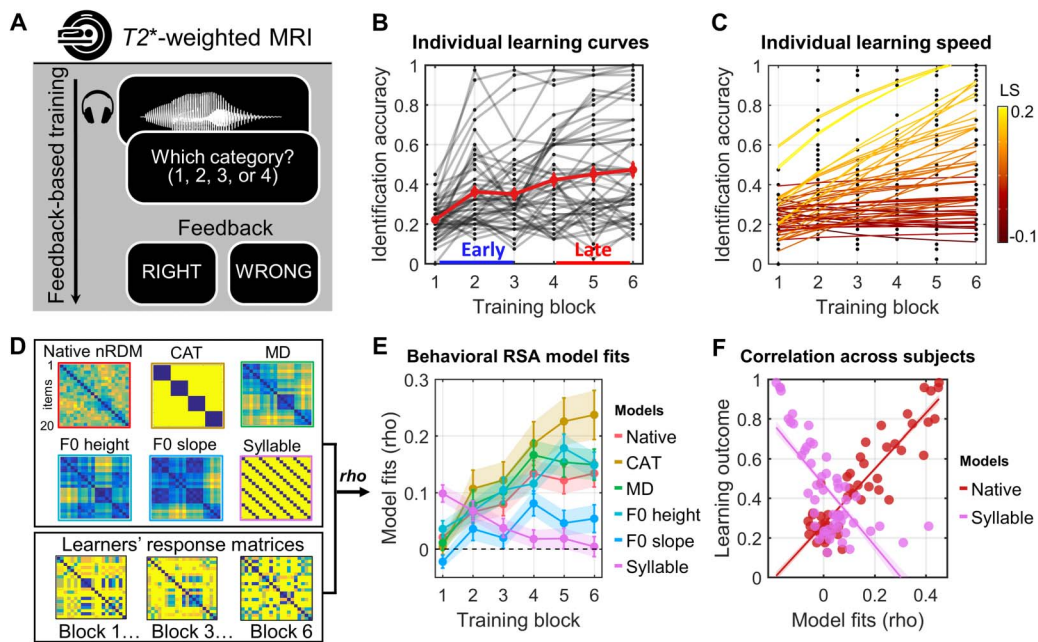 A
T2*-weighted MRI
Feedback-based training
Which category?
(1, 2, 3, or 4)
Feedback
RIGHT
WRONG
B
Individual learning curves
Identification accuracy
1
0.8
0.6
0.4
0.2
0
Early
Late
1 2 3 4 5 6
Training block
C
Individual learning speed
Identification accuracy
1
0.8
0.6
0.4
0.2
0
1 2 3 4 5 6
Training block
LS
0.2
-0.1
D
Native nRDM
CAT
MD
1
items
20
F0 height
F0 slope
Syllable
rho
Learners' response matrices
Block 1...
Block 3...
Block 6
E
Behavioral RSA model fits
Model fits (rho)
0.3
0.2
0.1
0
1 2 3 4 5 6
Training block
Models
Native
CAT
MD
F0 height
F0 slope
Syllable
F
Correlation across subjects
Learning outcome
1
0.8
0.6
0.4
0.2
0
0 0.2 0.4
Model fits (rho)
Models
Native
Syllable